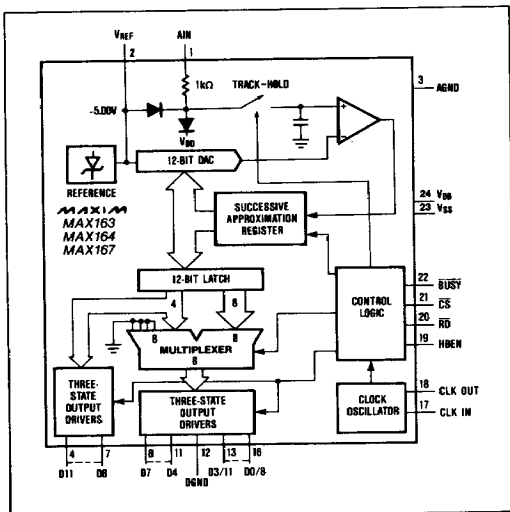 VREF AIN
2 1
3 AGND
1kΩ TRACK-HOLD
-5.00V
+
−
VDD
12-BIT DAC
REFERENCE
MAXIM
MAX163
MAX164
MAX167
SUCCESSIVE
APPROXIMATION
REGISTER
24 VDD
23 VSS
12-BIT LATCH
4 8
CONTROL
LOGIC
22 BUSY
21 CS
20 RD
19 HBEN
8 8
MULTIPLEXER
8
THREE-
STATE
OUTPUT
DRIVERS
THREE-STATE
OUTPUT
DRIVERS
CLOCK
OSCILLATOR
18 CLK OUT
17 CLK IN
4 7 8 11 12 13 16
D11 D8 D7 D4 DGND D3/11 D0/8